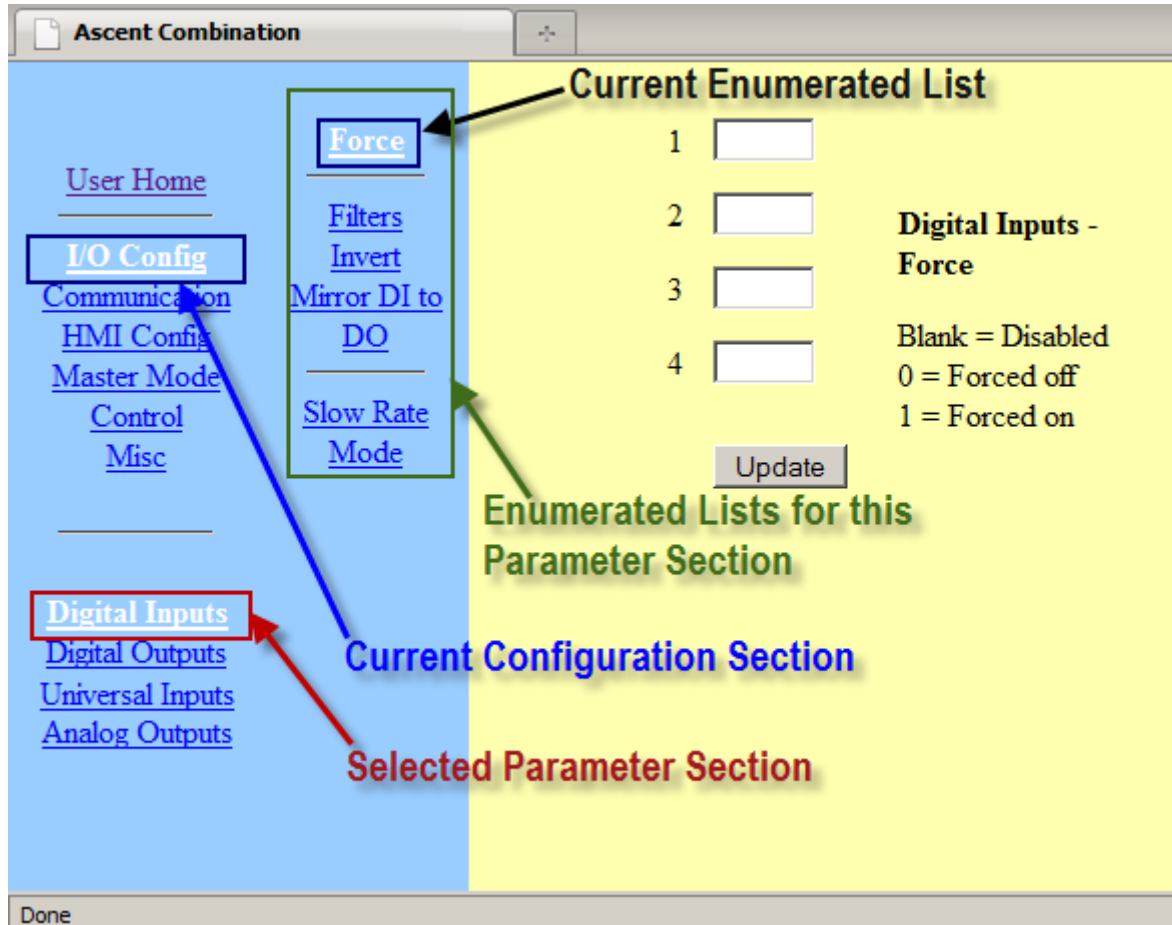 Ascent Combination
User Home
I/O Config
Communication
HMI Config
Master Mode
Control
Misc
Digital Inputs
Digital Outputs
Universal Inputs
Analog Outputs
Force
Filters
Invert
Mirror DI to
DO
Slow Rate
Mode
Current Enumerated List
1
2
3
4
Update
Digital Inputs -
Force
Blank = Disabled
0 = Forced off
1 = Forced on
Enumerated Lists for this
Parameter Section
Current Configuration Section
Selected Parameter Section
Done